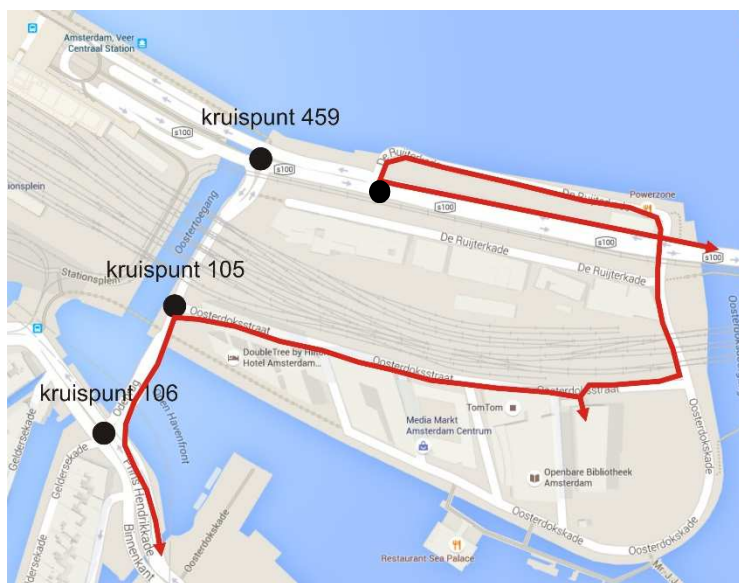 Amsterdam, Veer
Centraal Station
kruispunt 459
s100
s100
s100
De Ruijterkade
De Ruijterkade
Powerzone
s100
s100
De Ruijterkade
De Ruijterkade
tionsplein
Oostertoegang
Stationsplein
kruispunt 105
Oosterdoksstraat
DoubleTree by Hilton
Hotel Amsterdam...
Oosterdoksstraat
Oosterdoksstraat
TomTom
kruispunt 106
Media Markt
Amsterdam Centrum
Openbare Bibliotheek
Amsterdam
Oosterdokskade
Geldersekade
Geldersekade
Prins Hendrikkade
Binnenkant
Oosterdokskade
Oosterdokskade
Oosterdokskade
Restaurant Sea Palace